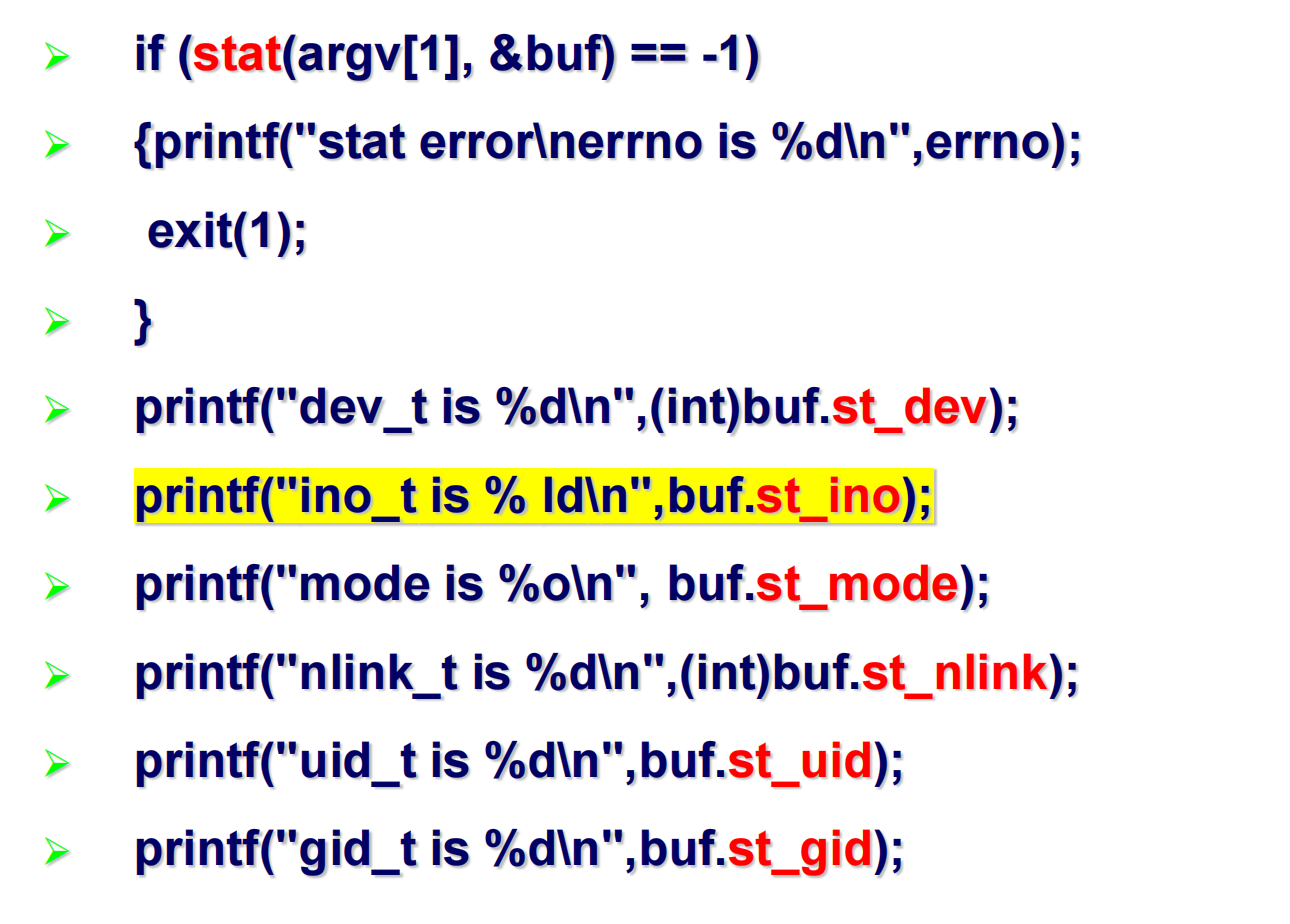 if (stat(argv[1], &buf) == -1)
{printf("stat error\nerrno is %d\n",errno);
exit(1);
}
printf("dev_t is %d\n",(int)buf.st_dev);
printf("ino_t is % ld\n",buf.st_ino);
printf("mode is %o\n", buf.st_mode);
printf("nlink_t is %d\n",(int)buf.st_nlink);
printf("uid_t is %d\n",buf.st_uid);
printf("gid_t is %d\n",buf.st_gid);